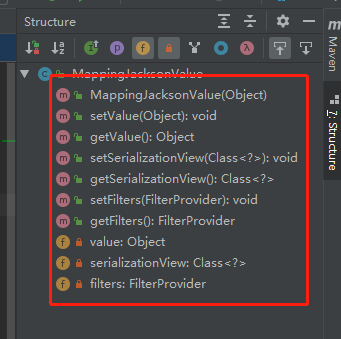 Structure
MappingJacksonValue
MappingJacksonValue(Object)
setValue(Object): void
getValue(): Object
setSerializationView(Class<?>): void
getSerializationView(): Class<?>
setFilters(FilterProvider): void
getFilters(): FilterProvider
value: Object
serializationView: Class<?>
filters: FilterProvider
Maven
7: Structure